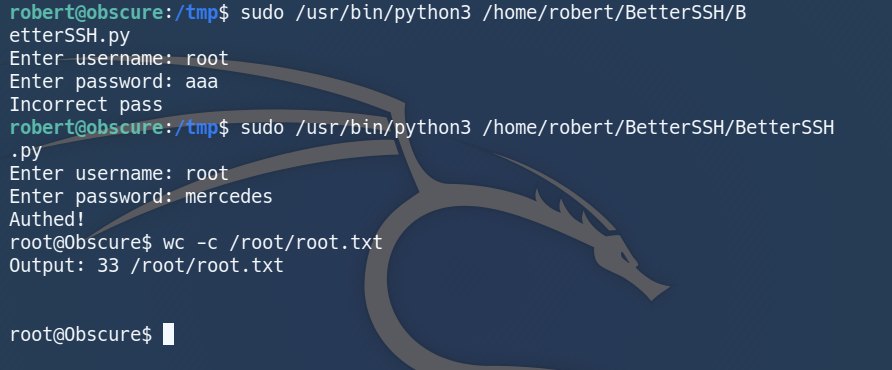 robert@obscure:/tmp$ sudo /usr/bin/python3 /home/robert/BetterSSH/B
etterSSH.py
Enter username: root
Enter password: aaa
Incorrect pass
robert@obscure:/tmp$ sudo /usr/bin/python3 /home/robert/BetterSSH/BetterSSH
.py
Enter username: root
Enter password: mercedes
Authed!
root@Obscure$ wc -c /root/root.txt
Output: 33 /root/root.txt
root@Obscure$